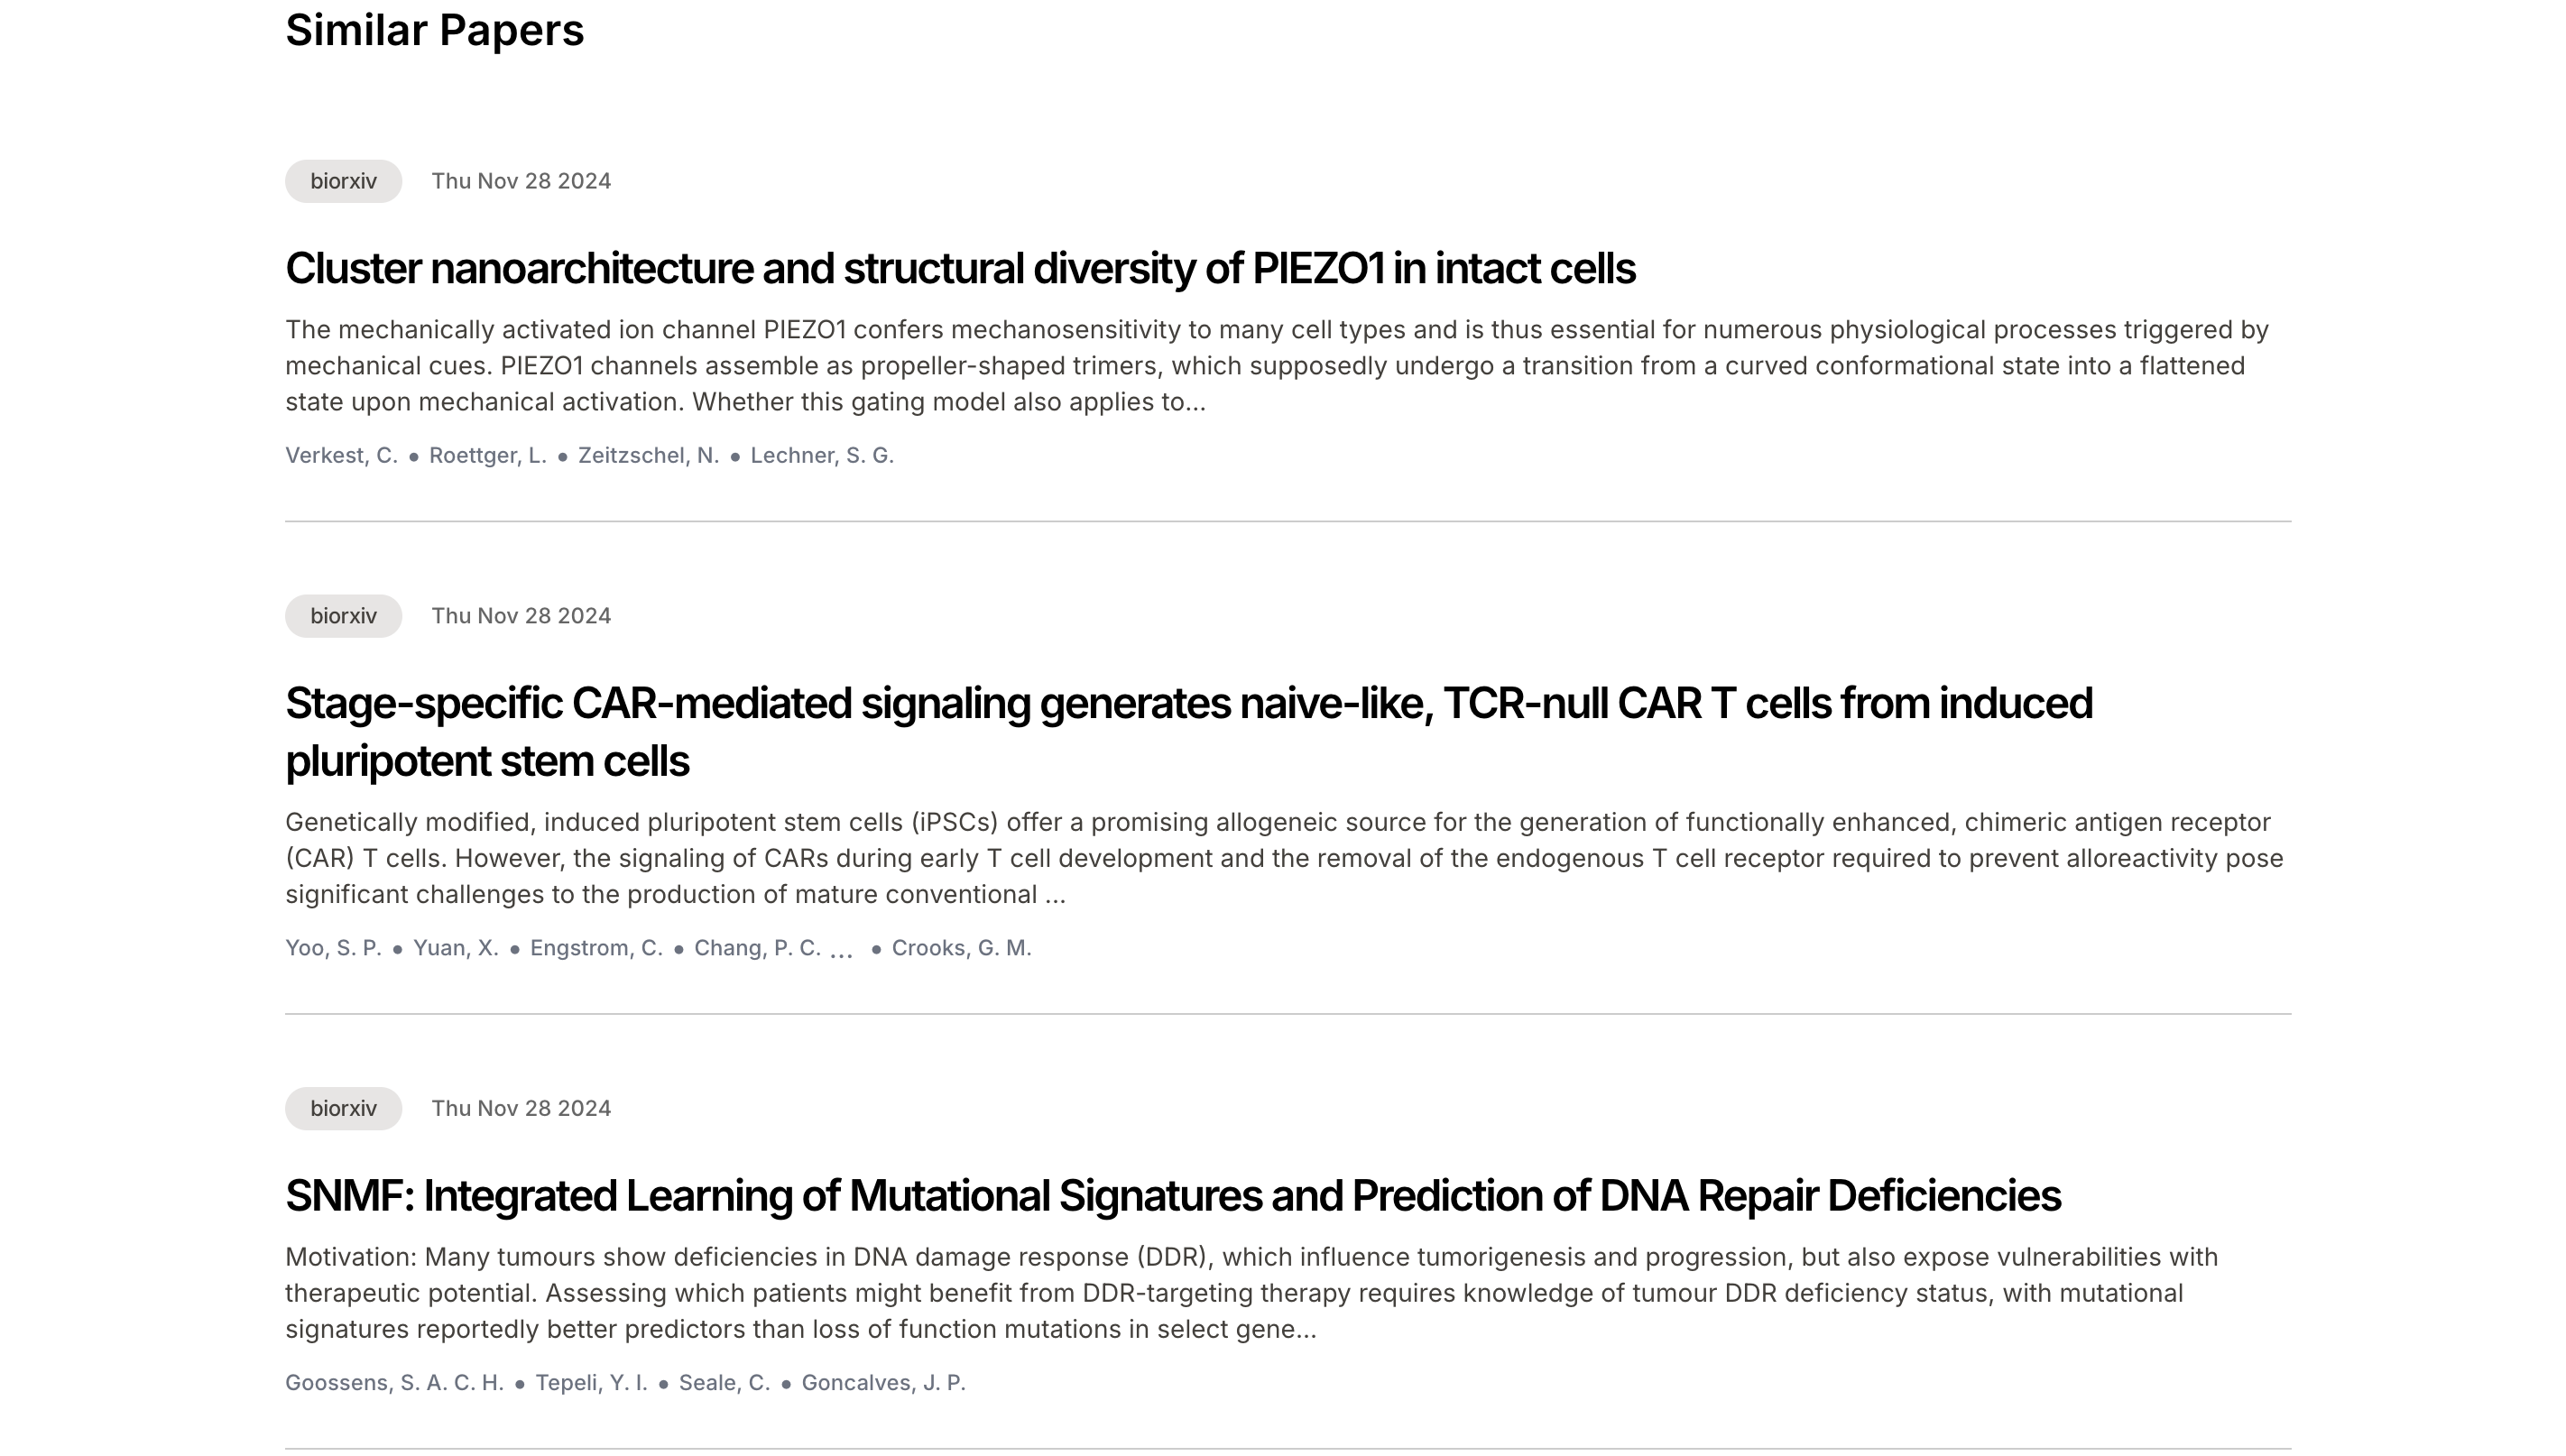 Similar Papers
biorxiv Thu Nov 28 2024
Cluster nanoarchitecture and structural diversity of PIEZO1 in intact cells
The mechanically activated ion channel PIEZO1 confers mechanosensitivity to many cell types and is thus essential for numerous physiological processes triggered by
mechanical cues. PIEZO1 channels assemble as propeller-shaped trimers, which supposedly undergo a transition from a curved conformational state into a flattened
state upon mechanical activation. Whether this gating model also applies to...
Verkest, C. ● Roettger, L. ● Zeitzschel, N. ● Lechner, S. G.
biorxiv Thu Nov 28 2024
Stage-specific CAR-mediated signaling generates naive-like, TCR-null CAR T cells from induced
pluripotent stem cells
Genetically modified, induced pluripotent stem cells (iPSCs) offer a promising allogeneic source for the generation of functionally enhanced, chimeric antigen receptor
(CAR) T cells. However, the signaling of CARs during early T cell development and the removal of the endogenous T cell receptor required to prevent alloreactivity pose
significant challenges to the production of mature conventional ...
Yoo, S. P. ● Yuan, X. ● Engstrom, C. ● Chang, P. C. ... ● Crooks, G. M.
biorxiv Thu Nov 28 2024
SNMF: Integrated Learning of Mutational Signatures and Prediction of DNA Repair Deficiencies
Motivation: Many tumours show deficiencies in DNA damage response (DDR), which influence tumorigenesis and progression, but also expose vulnerabilities with
therapeutic potential. Assessing which patients might benefit from DDR-targeting therapy requires knowledge of tumour DDR deficiency status, with mutational
signatures reportedly better predictors than loss of function mutations in select gene...
Goossens, S. A. C. H. ● Tepeli, Y. I. ● Seale, C. ● Goncalves, J. P.